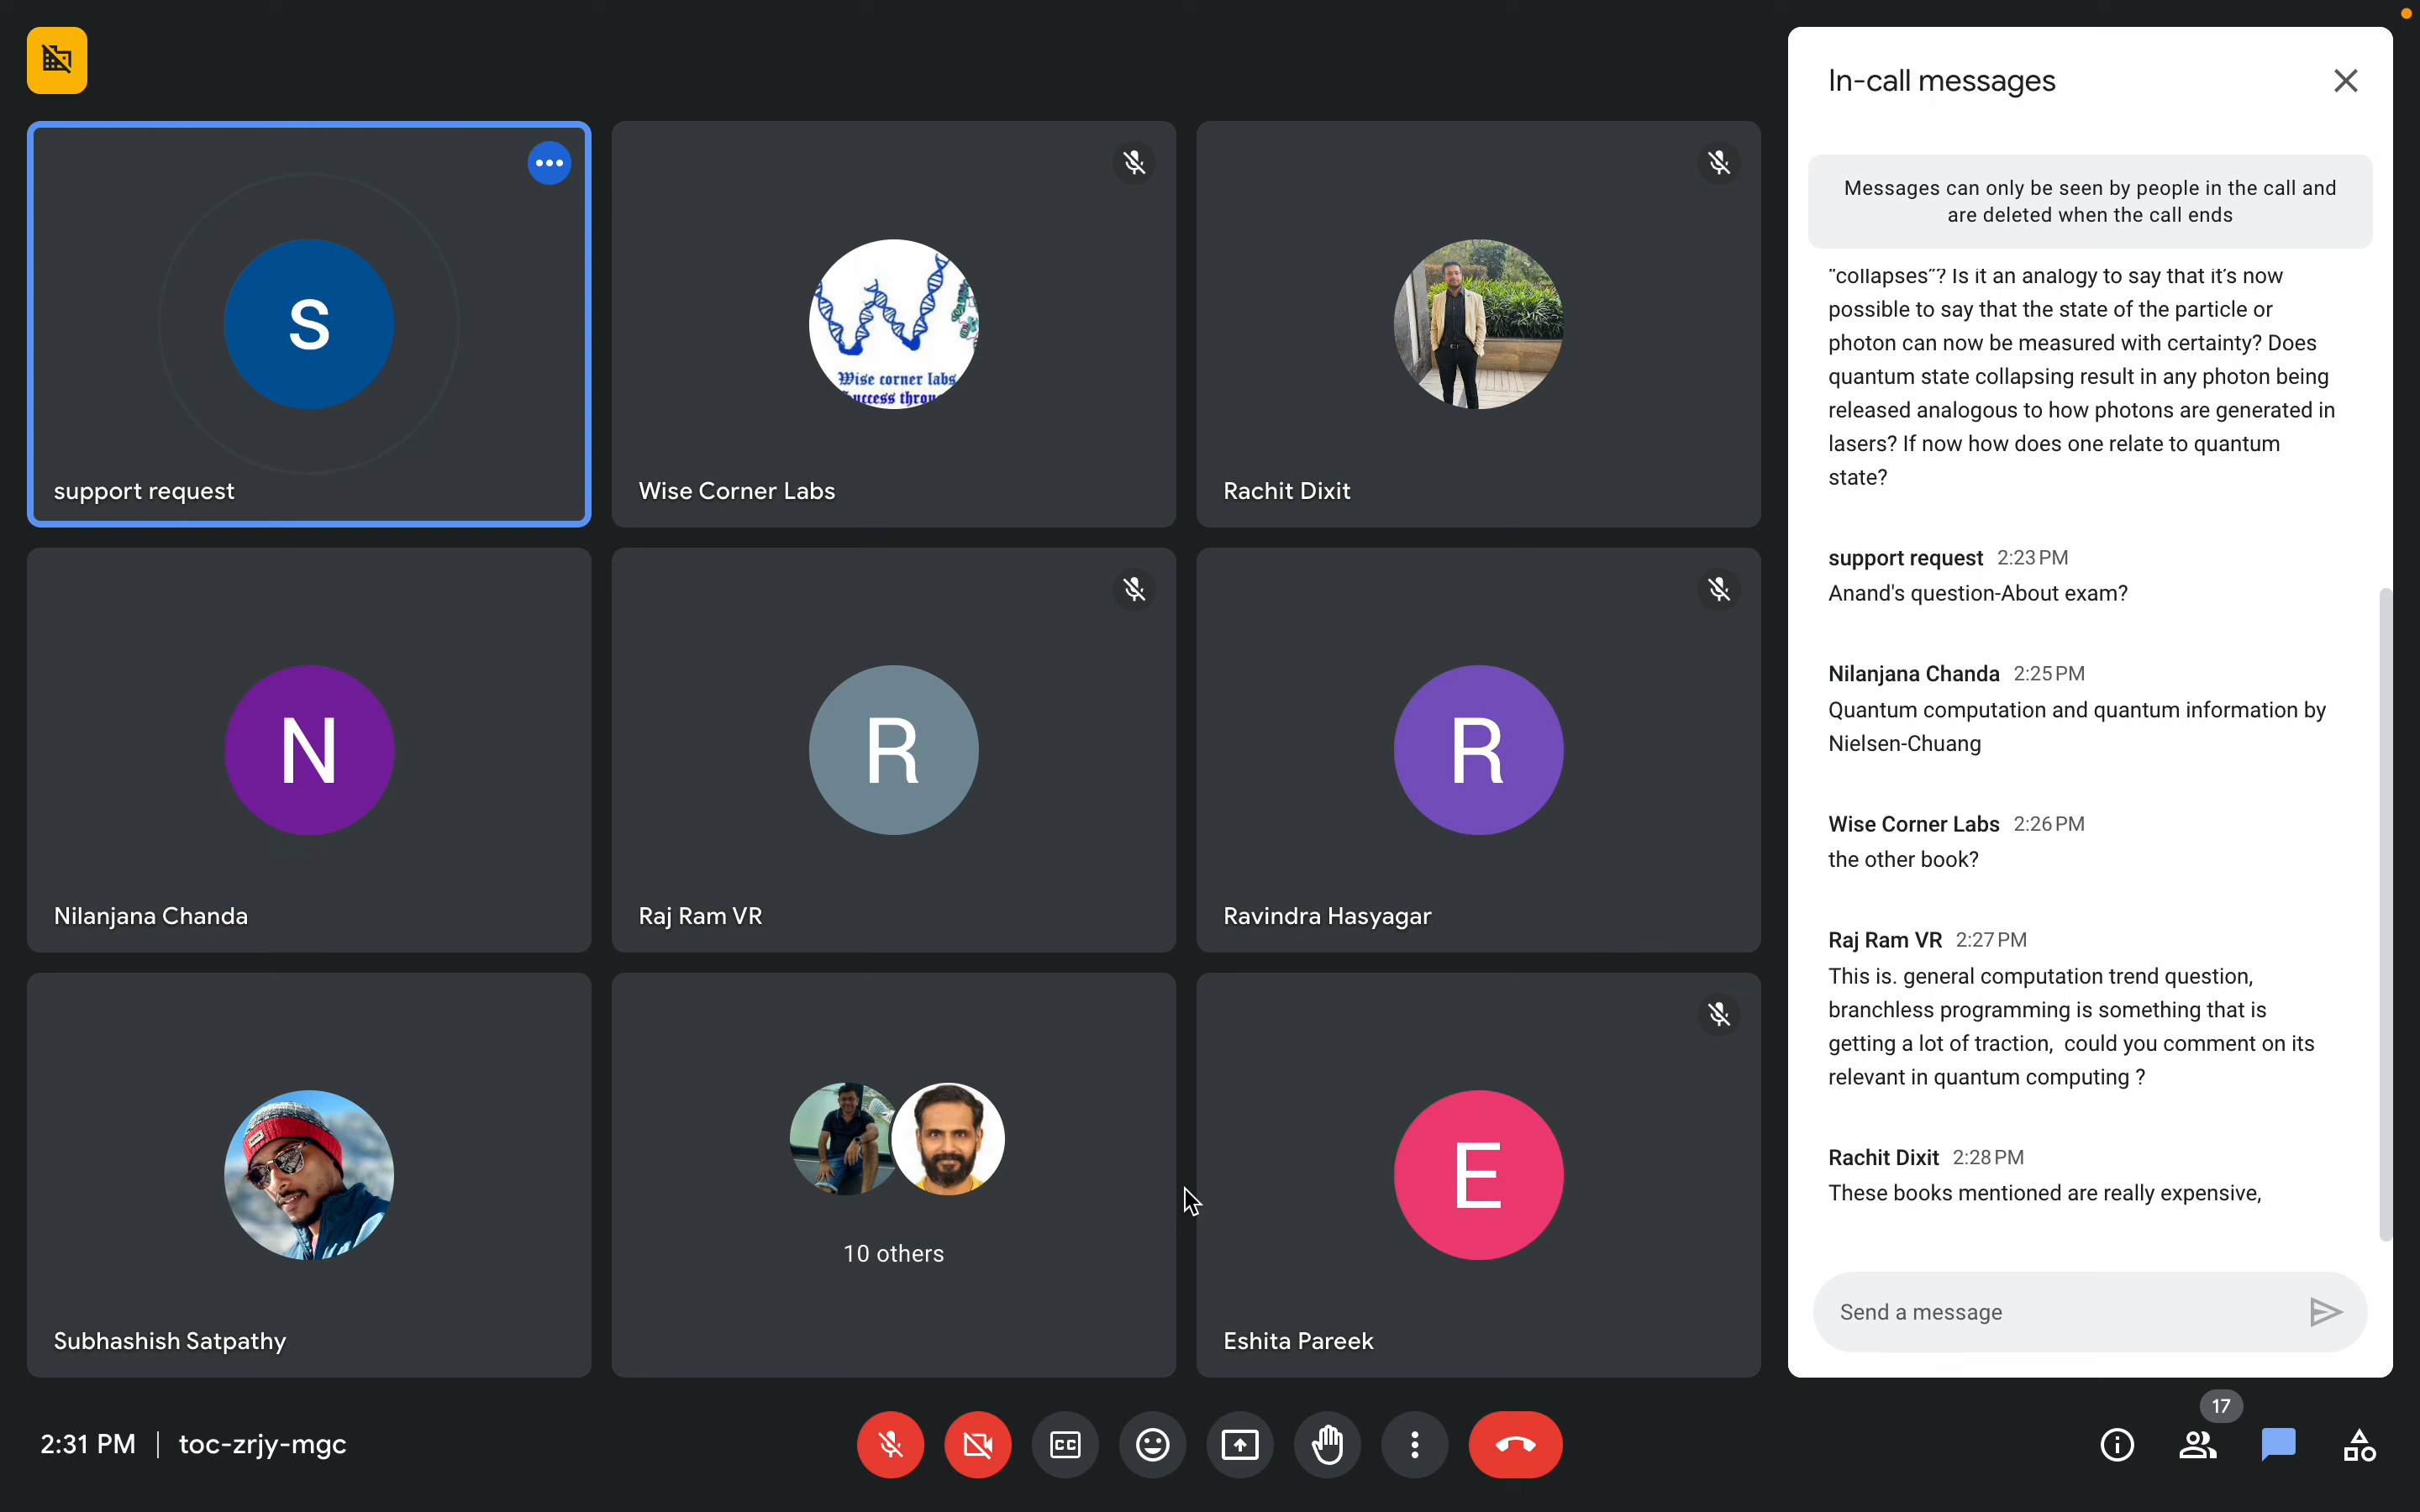 S
support request
Wise corner labs
Wise Corner Labs
Rachit Dixit
N
Nilanjana Chanda
R
Raj Ram VR
R
Ravindra Hasyagar
Subhashish Satpathy
10 others
E
Eshita Pareek
In-call messages
Messages can only be seen by people in the call and
are deleted when the call ends
“collapses”? Is it an analogy to say that it’s now
possible to say that the state of the particle or
photon can now be measured with certainty? Does
quantum state collapsing result in any photon being
released analogous to how photons are generated in
lasers? If now how does one relate to quantum
state?
support request 2:23 PM
Anand's question-About exam?
Nilanjana Chanda 2:25 PM
Quantum computation and quantum information by
Nielsen-Chuang
Wise Corner Labs 2:26 PM
the other book?
Raj Ram VR 2:27 PM
This is. general computation trend question,
branchless programming is something that is
getting a lot of traction,  could you comment on its
relevant in quantum computing ?
Rachit Dixit 2:28 PM
These books mentioned are really expensive,
Send a message
2:31 PM | toc-zrjy-mgc
CC
17